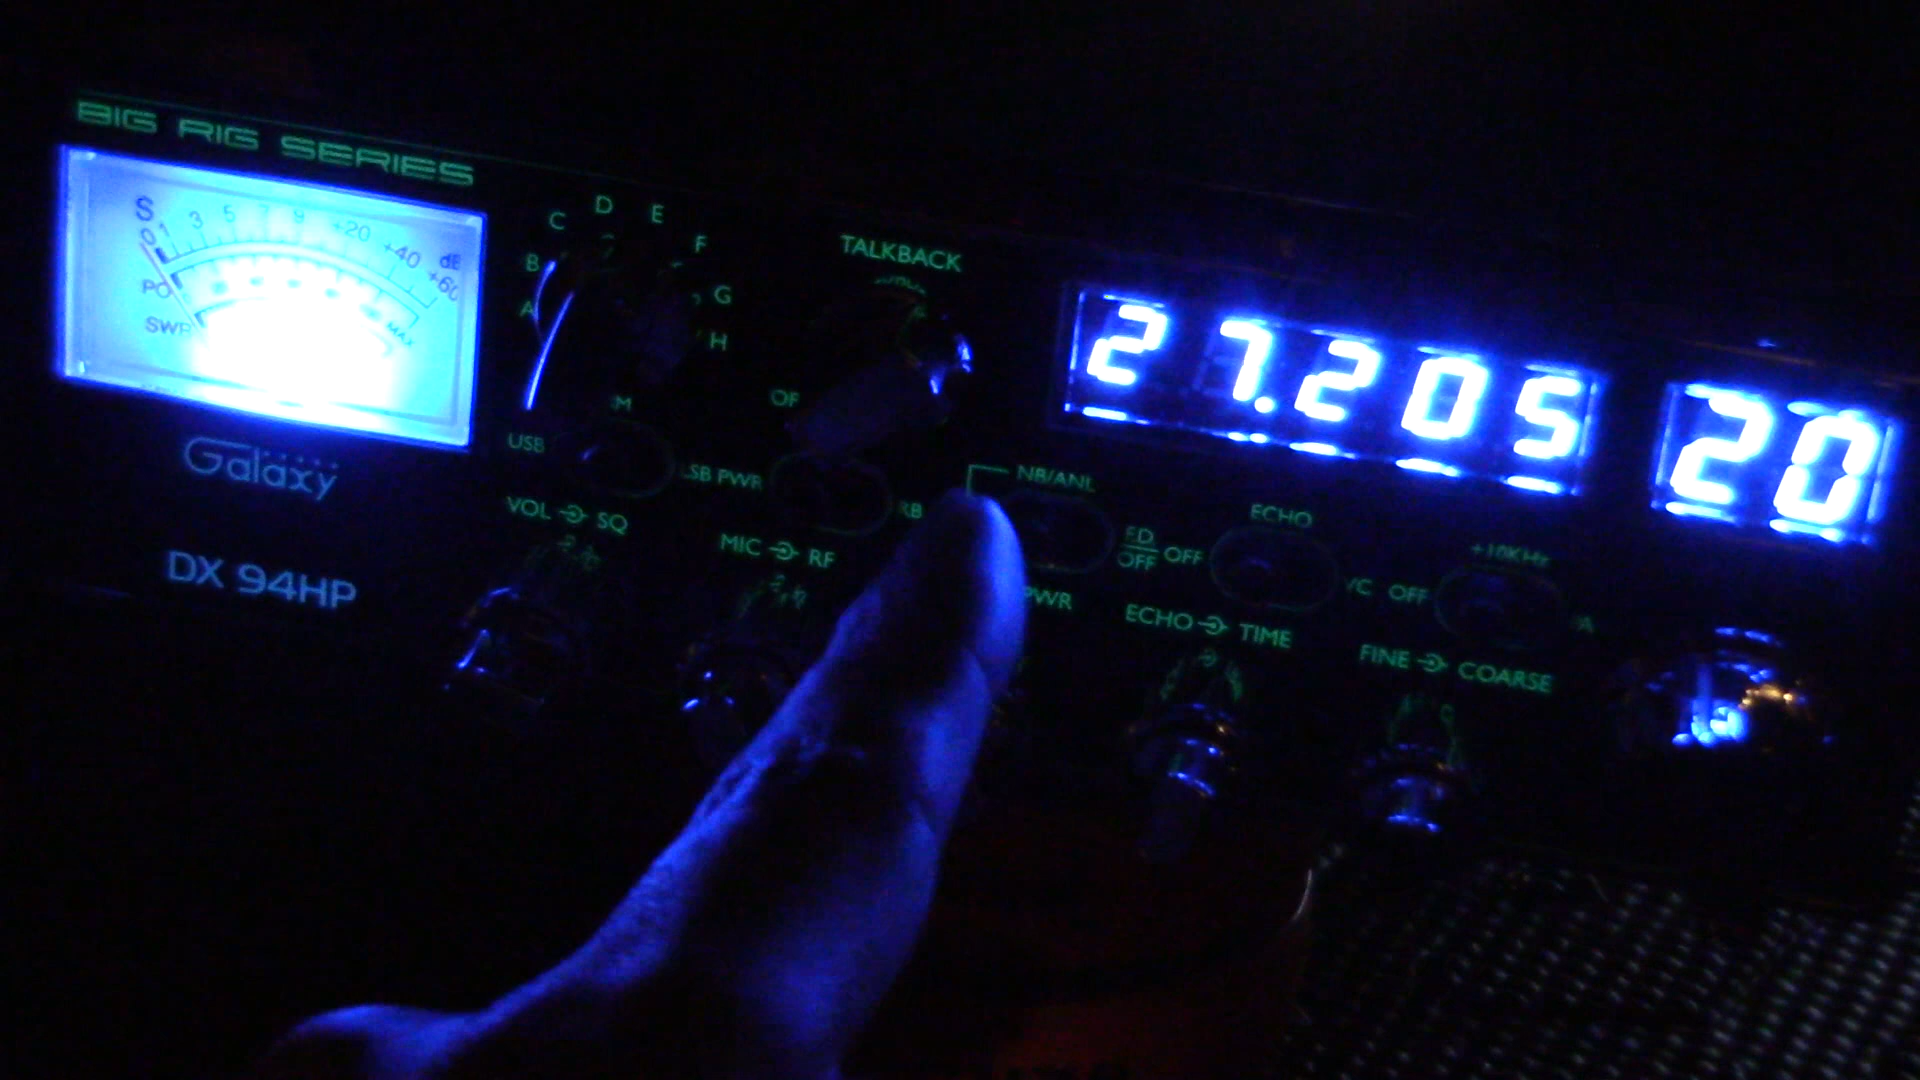 BIG RIG SERIES
S 1 3 5 7 9 +20 +40 +60 dB
0
PO
SWR
MAX
Galaxy
DX 94HP
A B C D E F G H
TALKBACK
OF
USB
PWR
NB/ANL
RB
OFF
ECHO
OFF
+10KHz
OFF
VOL SQ
MIC RF
PWR
ECHO TIME
FINE COARSE
27.205
20